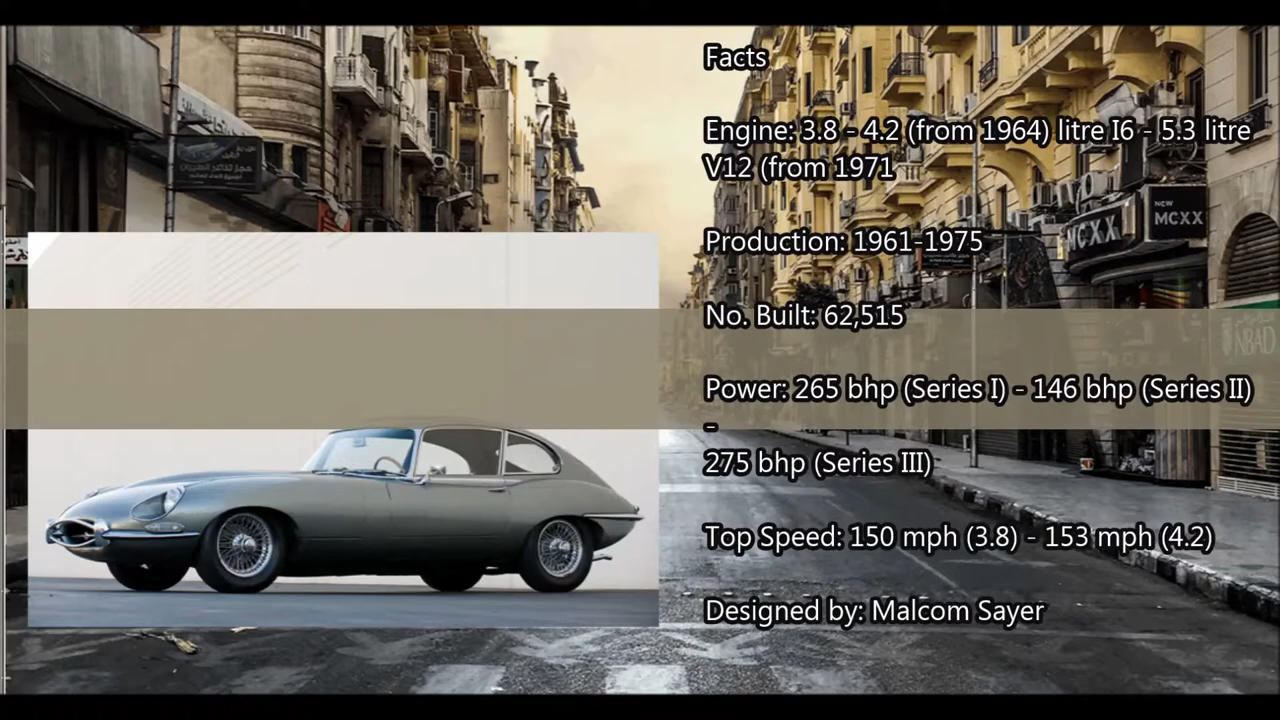 Facts
Engine: 3.8 - 4.2 (from 1964) litre I6 - 5.3 litre
V12 (from 1971
Production: 1961-1975
No. Built: 62,515
Power: 265 bhp (Series I) - 146 bhp (Series II)
-
275 bhp (Series III)
Top Speed: 150 mph (3.8) - 153 mph (4.2)
Designed by: Malcom Sayer
NEW
MCXX
MCXX
NBAD